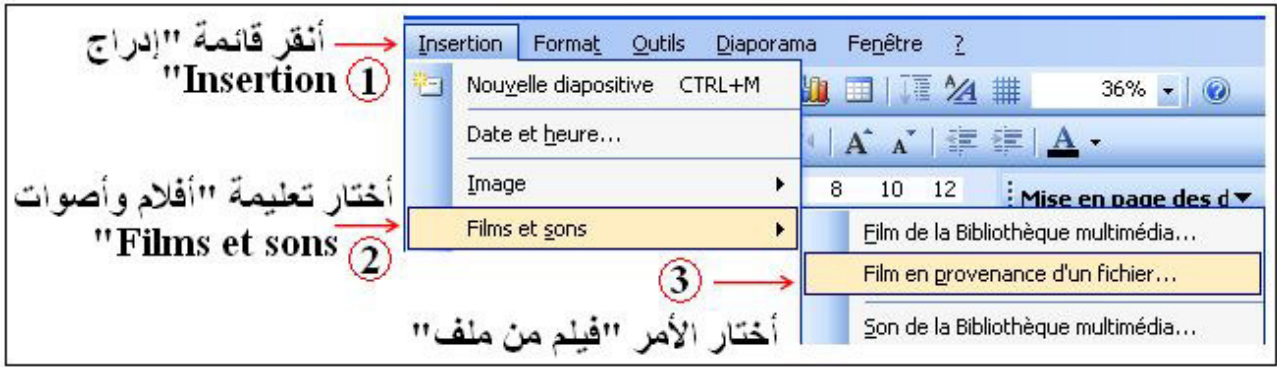 أنقر قائمة "إدراج
Insertion" 1
Insertion Format Outils Diaporama Fenêtre ?
Nouvelle diapositive CTRL+M
36%
Date et heure...
A A A
8 10 12
Image
Mise en page des d
أختار تعليمة "أفلام وأصوات
Films et sons" 2
Films et sons
Film de la Bibliothèque multimédia...
3
Film en provenance d'un fichier...
أختار الأمر "فيلم من ملف"
Son de la Bibliothèque multimédia...